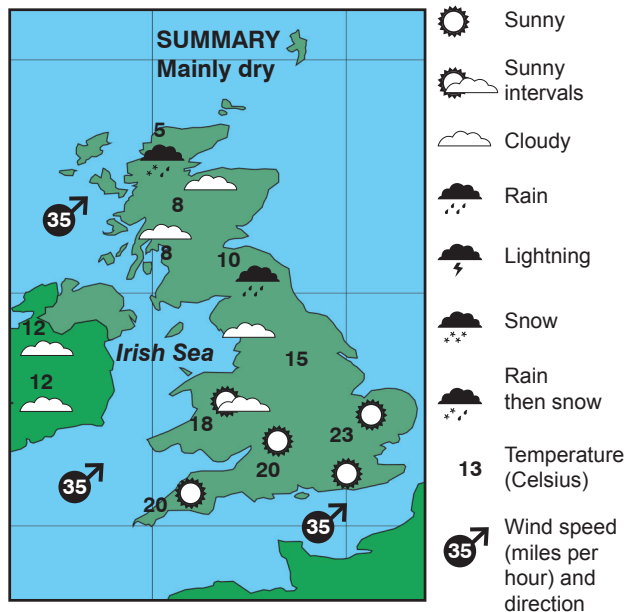 SUMMARY
Mainly dry
5
8
35
8
10
12
Irish Sea
15
12
18
23
20
35
20
35
Sunny
Sunny
intervals
Cloudy
Rain
Lightning
Snow
Rain
then snow
13 Temperature
(Celsius)
35 Wind speed
(miles per
hour) and
direction